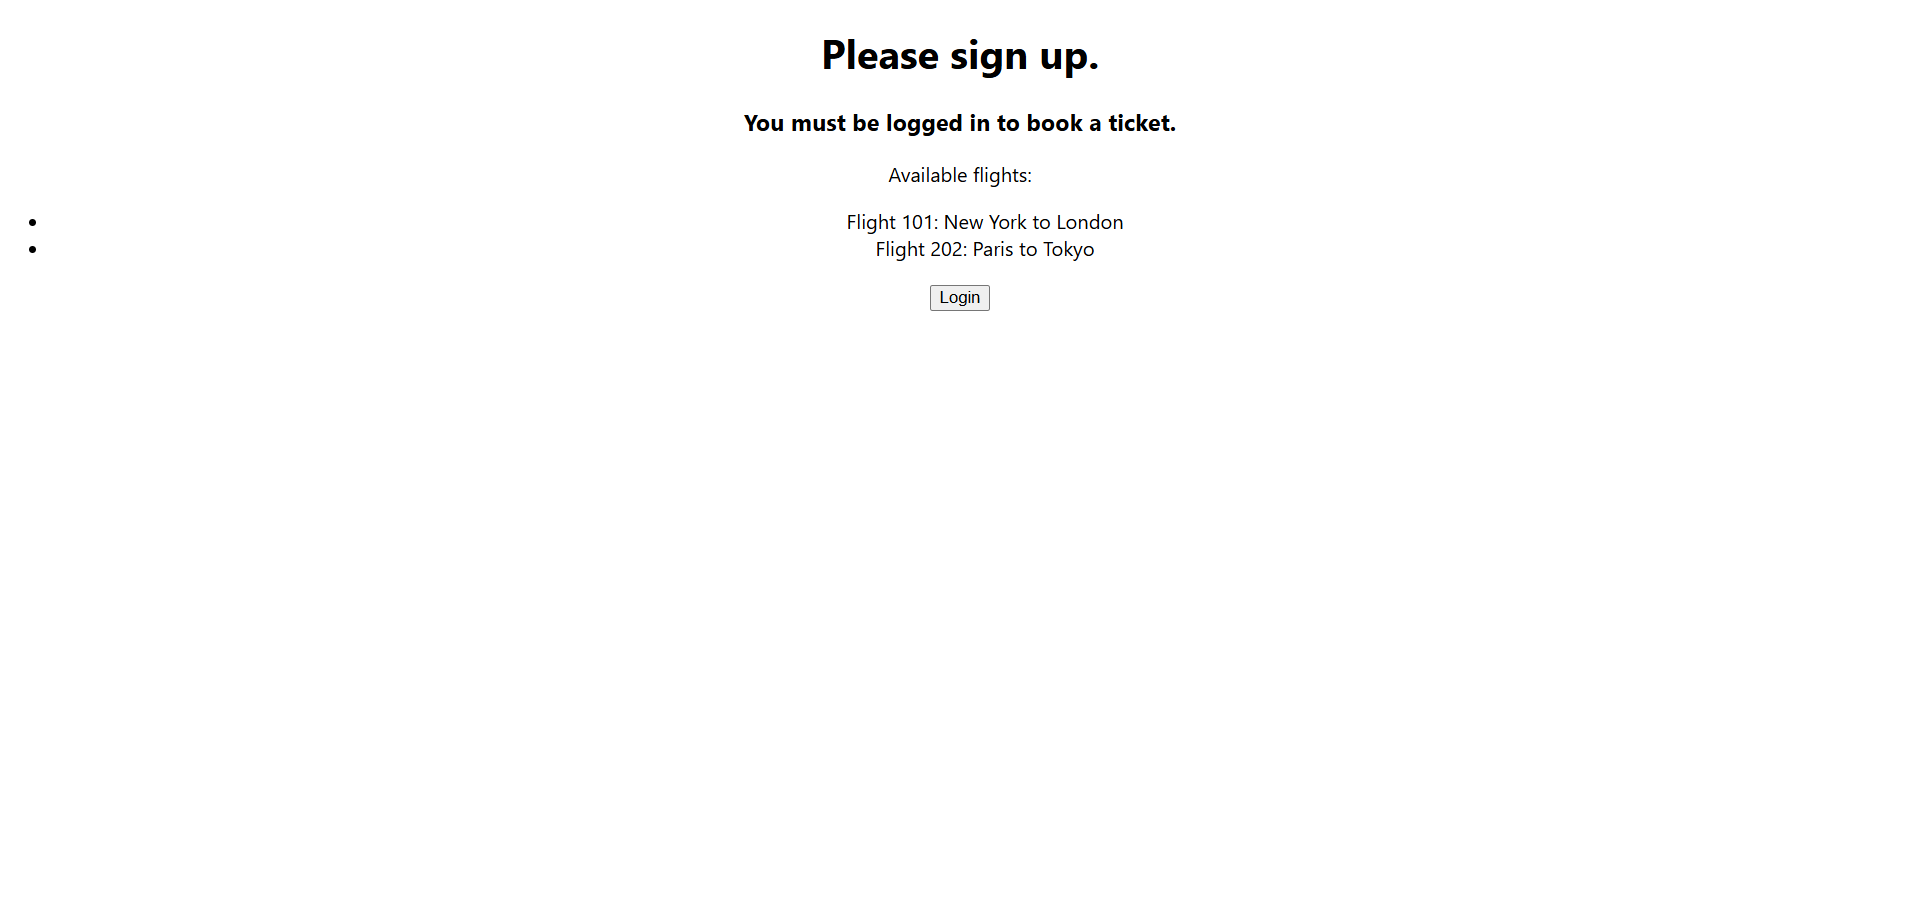 Please sign up.
You must be logged in to book a ticket.
Available flights:
Flight 101: New York to London
Flight 202: Paris to Tokyo
Login